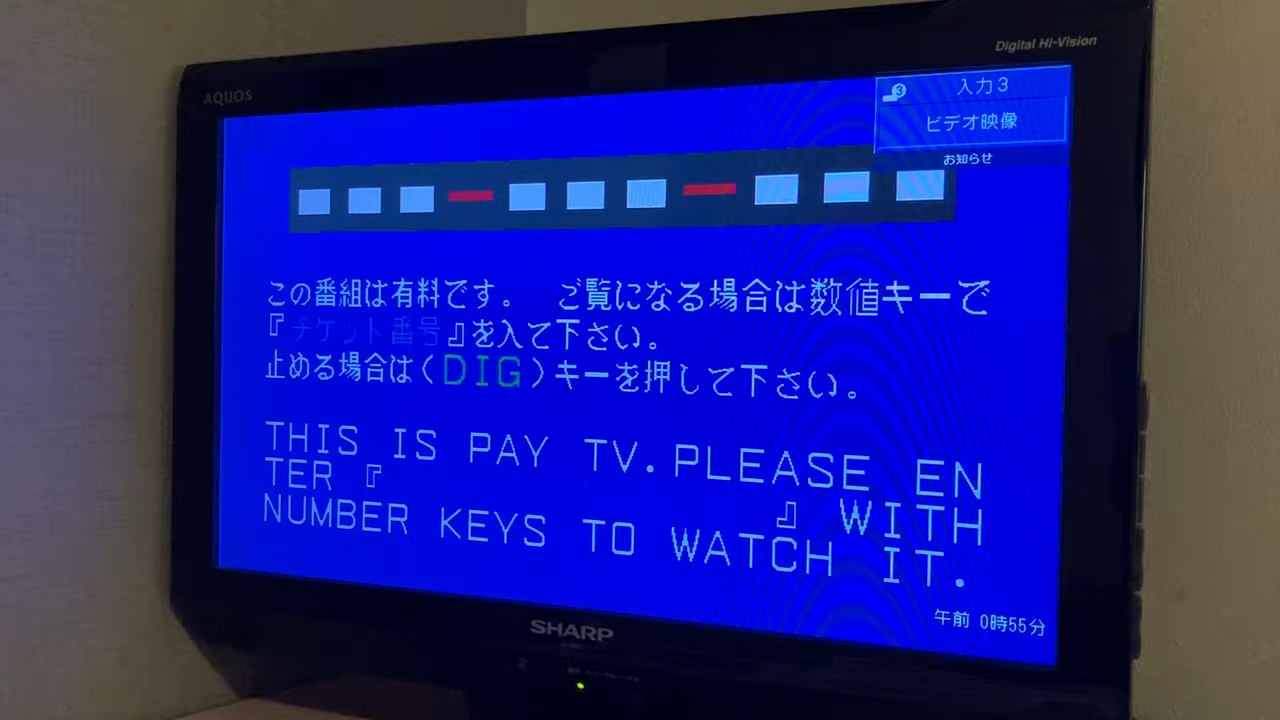 Digital Hi-Vision
AQUOS
3 入力3
ビデオ映像
お知らせ
この番組は有料です。 ご覧になる場合は数値キーで
『チケット番号』を入て下さい。
止める場合は(DIG)キーを押して下さい。
THIS IS PAY TV.PLEASE EN
TER 『
』 WITH
NUMBER KEYS TO WATCH IT.
午前 0時55分
SHARP